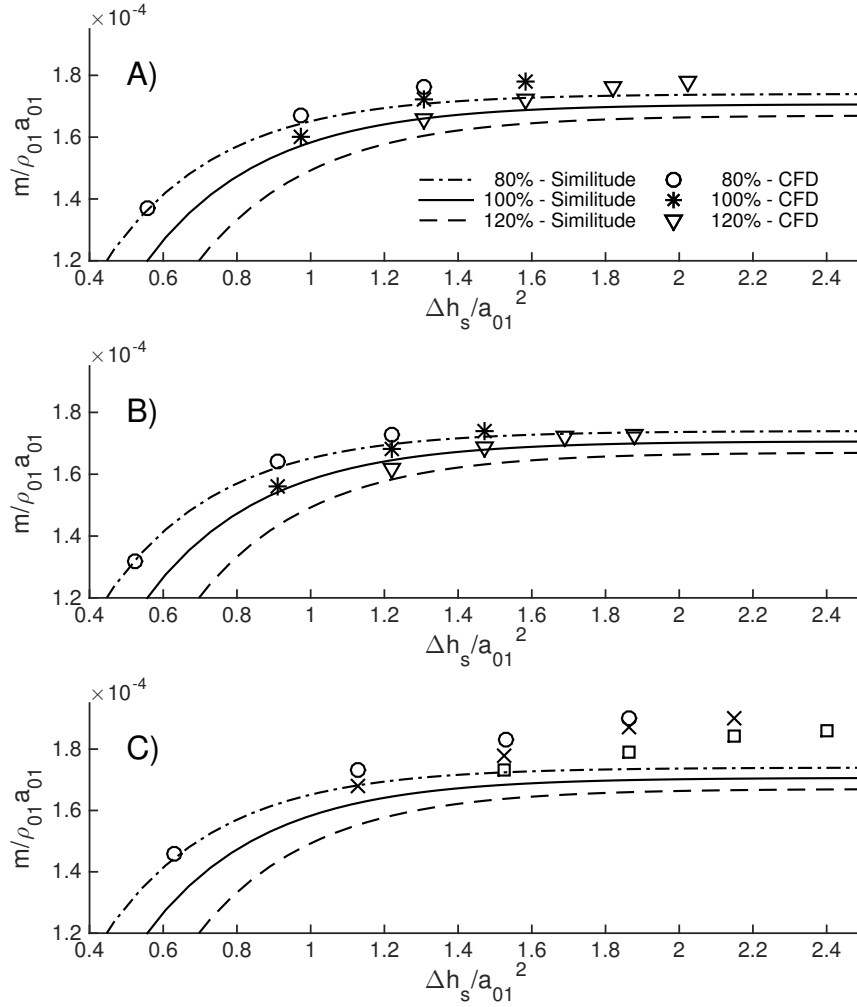 × 10⁻⁴
A)
1.8
1.6
1.4
1.2
m/ρ₀₁a₀₁
80% - Similitude 80% - CFD
100% - Similitude 100% - CFD
120% - Similitude 120% - CFD
0.4 0.6 0.8 1 1.2 1.4 1.6 1.8 2 2.2 2.4
Δhₛ/a₀₁²
× 10⁻⁴
B)
1.8
1.6
1.4
1.2
m/ρ₀₁a₀₁
0.4 0.6 0.8 1 1.2 1.4 1.6 1.8 2 2.2 2.4
Δhₛ/a₀₁²
× 10⁻⁴
C)
1.8
1.6
1.4
1.2
m/ρ₀₁a₀₁
0.4 0.6 0.8 1 1.2 1.4 1.6 1.8 2 2.2 2.4
Δhₛ/a₀₁²